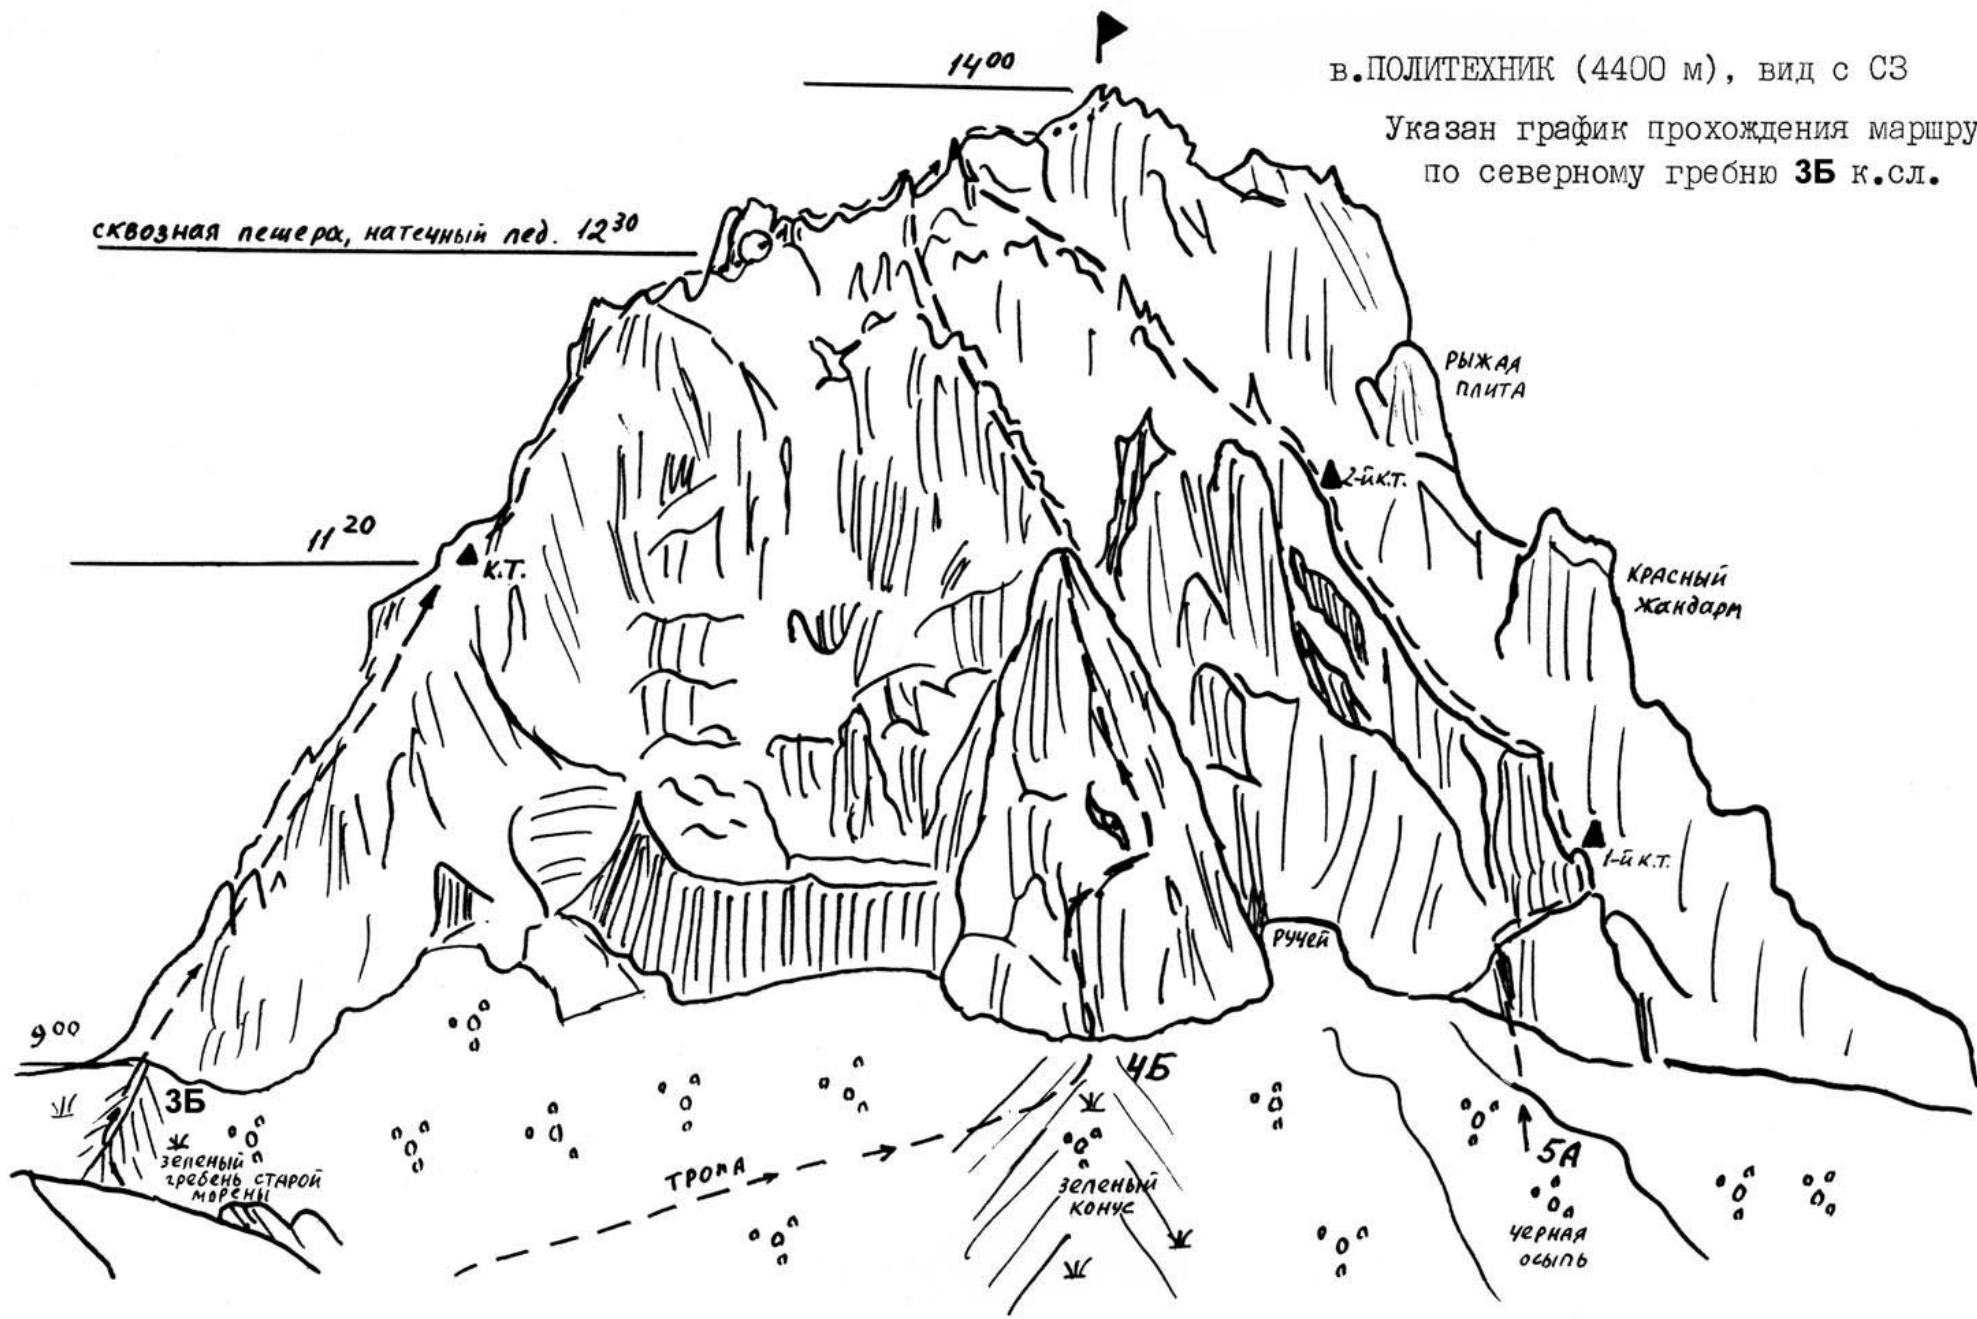 14⁰⁰
в.ПОЛИТЕХНИК (4400 м), вид с СЗ
Указан график прохождения маршру
по северному гребню 3Б к.сл.
сквозная пещера, натечный лед. 12³⁰
РЫЖАЯ
ПЛИТА
2-й К.Т.
11²⁰
К.Т.
КРАСНЫЙ
Жандарм
1-й К.Т.
РУЧЕЙ
9⁰⁰
3Б
зеленый
гребень старой
морены
ТРОПА
4Б
зеленый
конус
5А
черная
осыпь